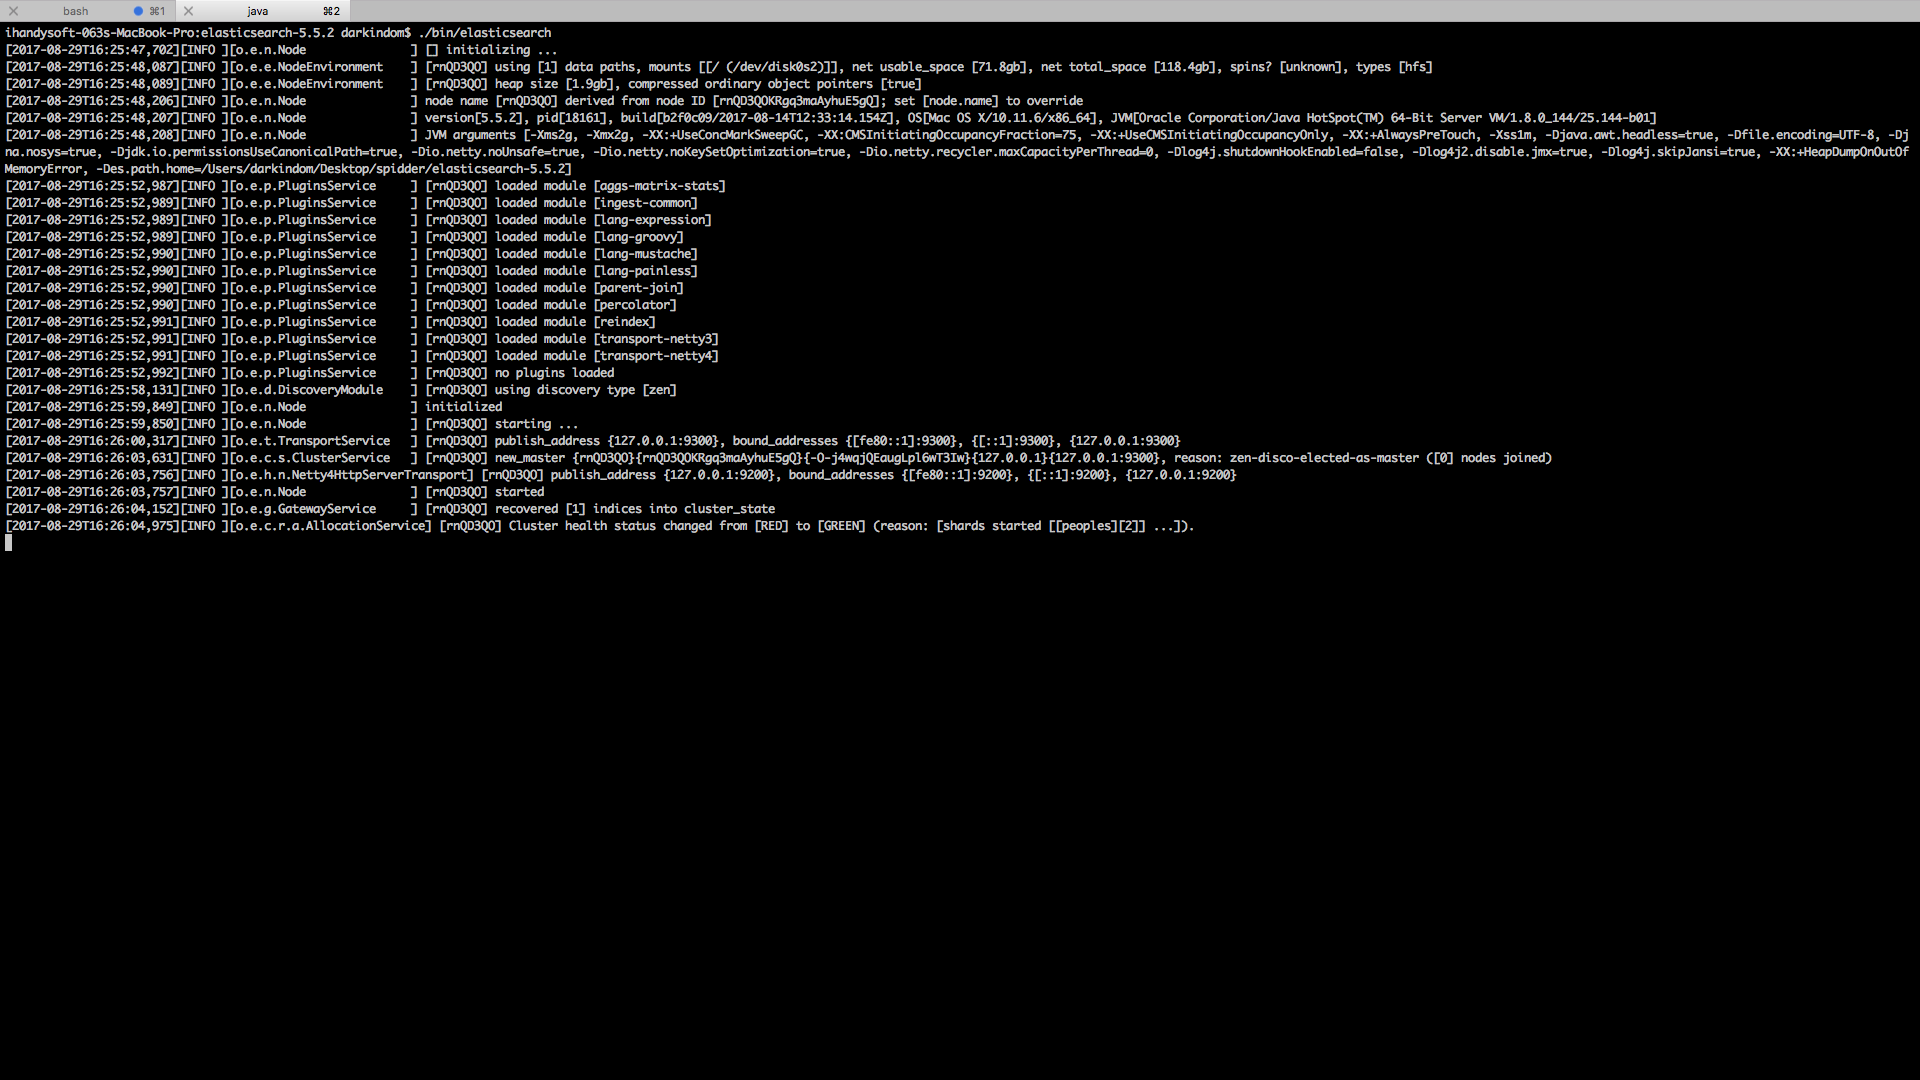 bash ⌘1 java ⌘2
ihandysoft-063s-MacBook-Pro:elasticsearch-5.5.2 darkindom$ ./bin/elasticsearch
[2017-08-29T16:25:47,702][INFO ][o.e.n.Node               ] [] initializing ...
[2017-08-29T16:25:48,087][INFO ][o.e.e.NodeEnvironment    ] [rnQD3QO] using [1] data paths, mounts [[/ (/dev/disk0s2)]], net usable_space [71.8gb], net total_space [118.4gb], spins? [unknown], types [hfs]
[2017-08-29T16:25:48,089][INFO ][o.e.e.NodeEnvironment    ] [rnQD3QO] heap size [1.9gb], compressed ordinary object pointers [true]
[2017-08-29T16:25:48,206][INFO ][o.e.n.Node               ] node name [rnQD3QO] derived from node ID [rnQD3QOKRgq3maAyhuE5gQ]; set [node.name] to override
[2017-08-29T16:25:48,207][INFO ][o.e.n.Node               ] version[5.5.2], pid[18161], build[b2f0c09/2017-08-14T12:33:14.154Z], OS[Mac OS X/10.11.6/x86_64], JVM[Oracle Corporation/Java HotSpot(TM) 64-Bit Server VM/1.8.0_144/25.144-b01]
[2017-08-29T16:25:48,208][INFO ][o.e.n.Node               ] JVM arguments [-Xms2g, -Xmx2g, -XX:+UseConcMarkSweepGC, -XX:CMSInitiatingOccupancyFraction=75, -XX:+UseCMSInitiatingOccupancyOnly, -XX:+AlwaysPreTouch, -Xss1m, -Djava.awt.headless=true, -Dfile.encoding=UTF-8, -Dj
na.nosys=true, -Djdk.io.permissionsUseCanonicalPath=true, -Dio.netty.noUnsafe=true, -Dio.netty.noKeySetOptimization=true, -Dio.netty.recycler.maxCapacityPerThread=0, -Dlog4j.shutdownHookEnabled=false, -Dlog4j2.disable.jmx=true, -Dlog4j.skipJansi=true, -XX:+HeapDumpOnOutOf
MemoryError, -Des.path.home=/Users/darkindom/Desktop/spidder/elasticsearch-5.5.2]
[2017-08-29T16:25:52,987][INFO ][o.e.p.PluginsService     ] [rnQD3QO] loaded module [aggs-matrix-stats]
[2017-08-29T16:25:52,989][INFO ][o.e.p.PluginsService     ] [rnQD3QO] loaded module [ingest-common]
[2017-08-29T16:25:52,989][INFO ][o.e.p.PluginsService     ] [rnQD3QO] loaded module [lang-expression]
[2017-08-29T16:25:52,989][INFO ][o.e.p.PluginsService     ] [rnQD3QO] loaded module [lang-groovy]
[2017-08-29T16:25:52,990][INFO ][o.e.p.PluginsService     ] [rnQD3QO] loaded module [lang-mustache]
[2017-08-29T16:25:52,990][INFO ][o.e.p.PluginsService     ] [rnQD3QO] loaded module [lang-painless]
[2017-08-29T16:25:52,990][INFO ][o.e.p.PluginsService     ] [rnQD3QO] loaded module [parent-join]
[2017-08-29T16:25:52,990][INFO ][o.e.p.PluginsService     ] [rnQD3QO] loaded module [percolator]
[2017-08-29T16:25:52,991][INFO ][o.e.p.PluginsService     ] [rnQD3QO] loaded module [reindex]
[2017-08-29T16:25:52,991][INFO ][o.e.p.PluginsService     ] [rnQD3QO] loaded module [transport-netty3]
[2017-08-29T16:25:52,991][INFO ][o.e.p.PluginsService     ] [rnQD3QO] loaded module [transport-netty4]
[2017-08-29T16:25:52,992][INFO ][o.e.p.PluginsService     ] [rnQD3QO] no plugins loaded
[2017-08-29T16:25:58,131][INFO ][o.e.d.DiscoveryModule    ] [rnQD3QO] using discovery type [zen]
[2017-08-29T16:25:59,849][INFO ][o.e.n.Node               ] initialized
[2017-08-29T16:25:59,850][INFO ][o.e.n.Node               ] [rnQD3QO] starting ...
[2017-08-29T16:26:00,317][INFO ][o.e.t.TransportService   ] [rnQD3QO] publish_address {127.0.0.1:9300}, bound_addresses {[fe80::1]:9300}, {[::1]:9300}, {127.0.0.1:9300}
[2017-08-29T16:26:03,631][INFO ][o.e.c.s.ClusterService   ] [rnQD3QO] new_master {rnQD3QO}{rnQD3QOKRgq3maAyhuE5gQ}{-O-j4wqjQEaugLpl6wT3Iw}{127.0.0.1}{127.0.0.1:9300}, reason: zen-disco-elected-as-master ([0] nodes joined)
[2017-08-29T16:26:03,756][INFO ][o.e.h.n.Netty4HttpServerTransport] [rnQD3QO] publish_address {127.0.0.1:9200}, bound_addresses {[fe80::1]:9200}, {[::1]:9200}, {127.0.0.1:9200}
[2017-08-29T16:26:03,757][INFO ][o.e.n.Node               ] [rnQD3QO] started
[2017-08-29T16:26:04,152][INFO ][o.e.g.GatewayService     ] [rnQD3QO] recovered [1] indices into cluster_state
[2017-08-29T16:26:04,975][INFO ][o.e.c.r.a.AllocationService] [rnQD3QO] Cluster health status changed from [RED] to [GREEN] (reason: [shards started [[peoples][2]] ...]).